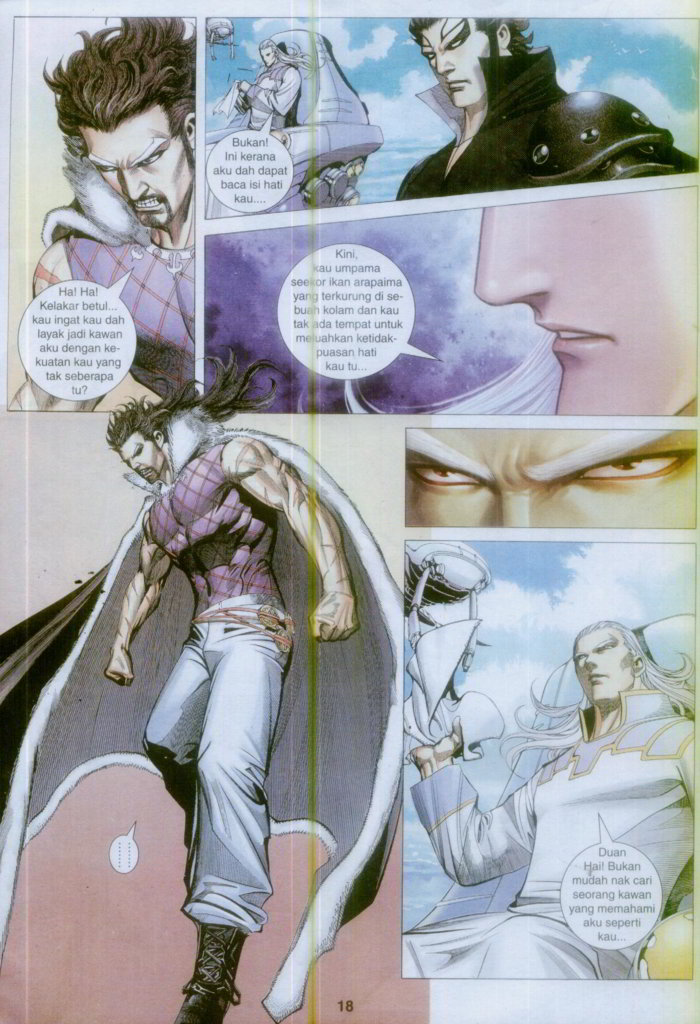 Ha! Ha!
Kelakar betul...
kau ingat kau dah
layak jadi kawan
aku dengan ke-
kuatan kau yang
tak seberapa
tu?
Bukan!
Ini kerana
aku dah dapat
baca isi hati
kau....
Kini,
kau umpama
seekor ikan arapaima
yang terkurung di se-
buah kolam dan kau
tak ada tempat untuk
meluahkan ketidak-
puasan hati
kau tu...
Duan
Hai! Bukan
mudah nak cari
seorang kawan
yang memahami
aku seperti
kau...
18